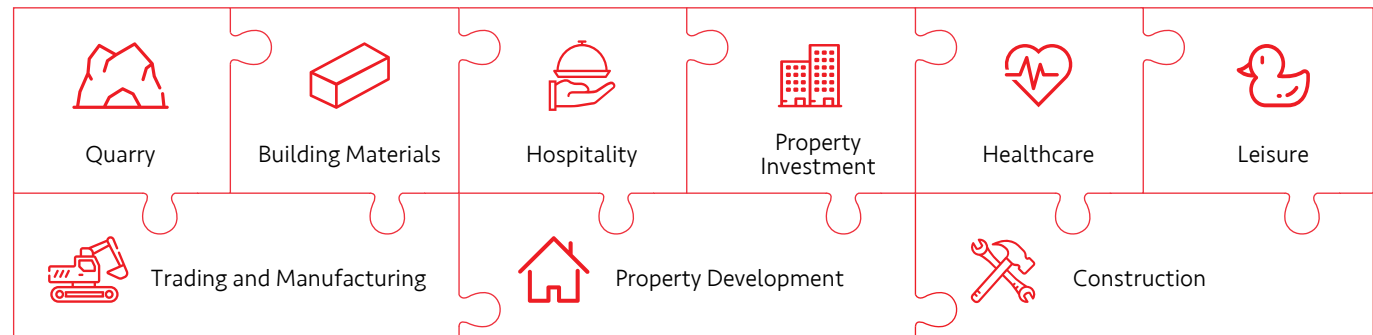 Quarry
Building Materials
Hospitality
Property
Investment
Healthcare
Leisure
Trading and Manufacturing
Property Development
Construction